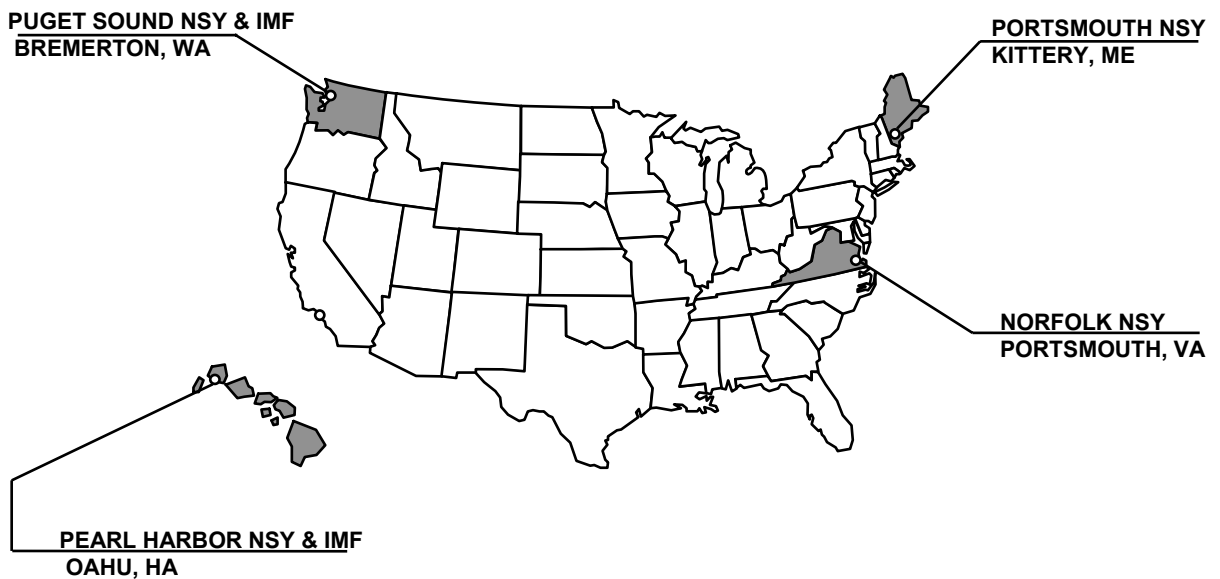 PUGET SOUND NSY & IMF
BREMERTON, WA
PORTSMOUTH NSY
KITTERY, ME
NORFOLK NSY
PORTSMOUTH, VA
PEARL HARBOR NSY & IMF
OAHU, HA